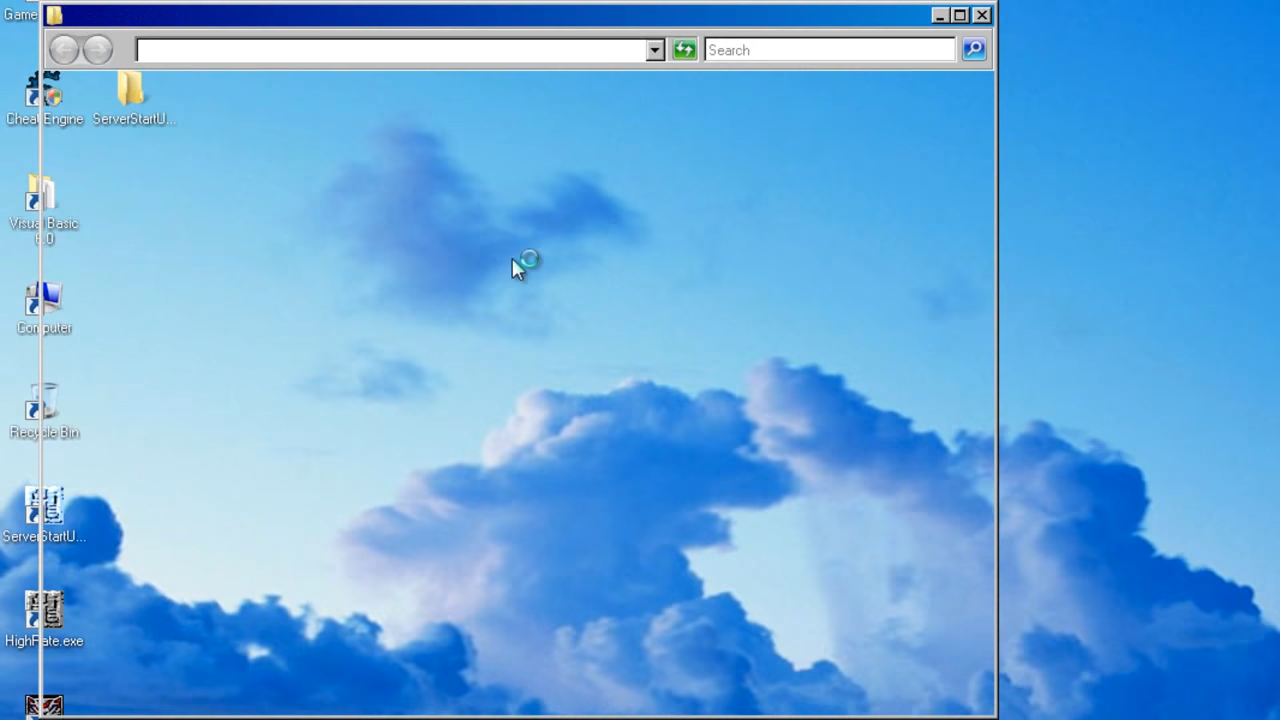 Game
Search
Cheat Engine
ServerStartU...
Visual Basic
6.0
Computer
Recycle Bin
ServerStartU...
HighRate.exe